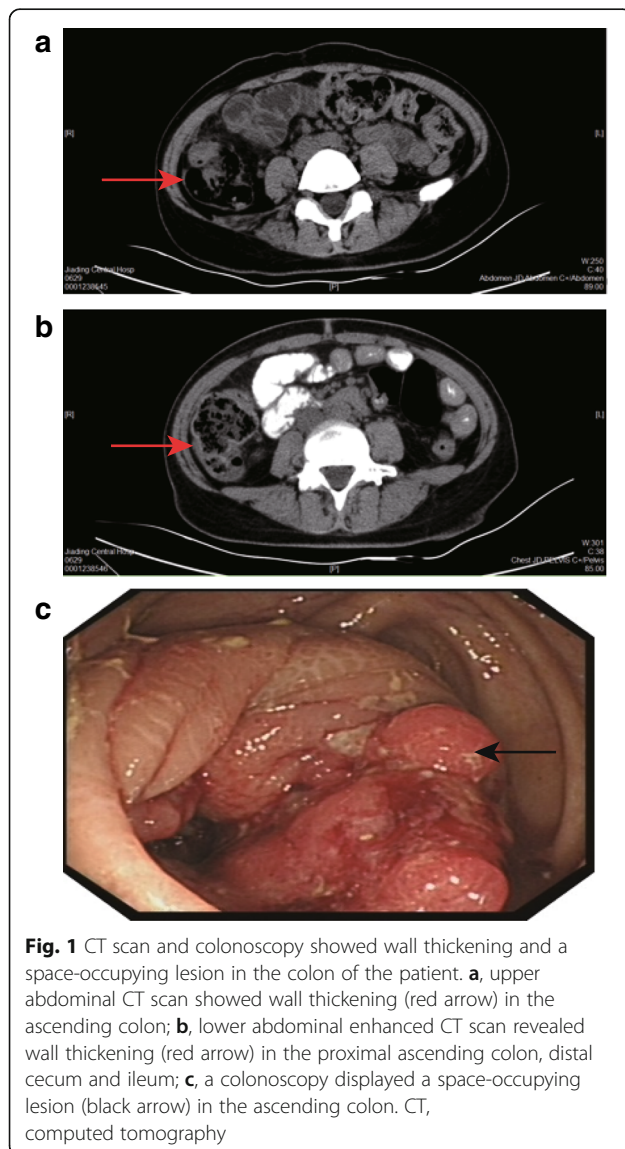 a
[R]
[L]
Jiading Central Hosp
0629
0001238545
[P]
W:250
C:40
Abdomen JD/Abdomen C+/Abdomen
89.00
b
[R]
[L]
Jiading Central Hosp
0629
0001238546
[P]
W:301
C:38
Chest JD,PELVIS C+/Pelvis
85.00
c
Fig. 1 CT scan and colonoscopy showed wall thickening and a
space-occupying lesion in the colon of the patient. a, upper
abdominal CT scan showed wall thickening (red arrow) in the
ascending colon; b, lower abdominal enhanced CT scan revealed
wall thickening (red arrow) in the proximal ascending colon, distal
cecum and ileum; c, a colonoscopy displayed a space-occupying
lesion (black arrow) in the ascending colon. CT,
computed tomography